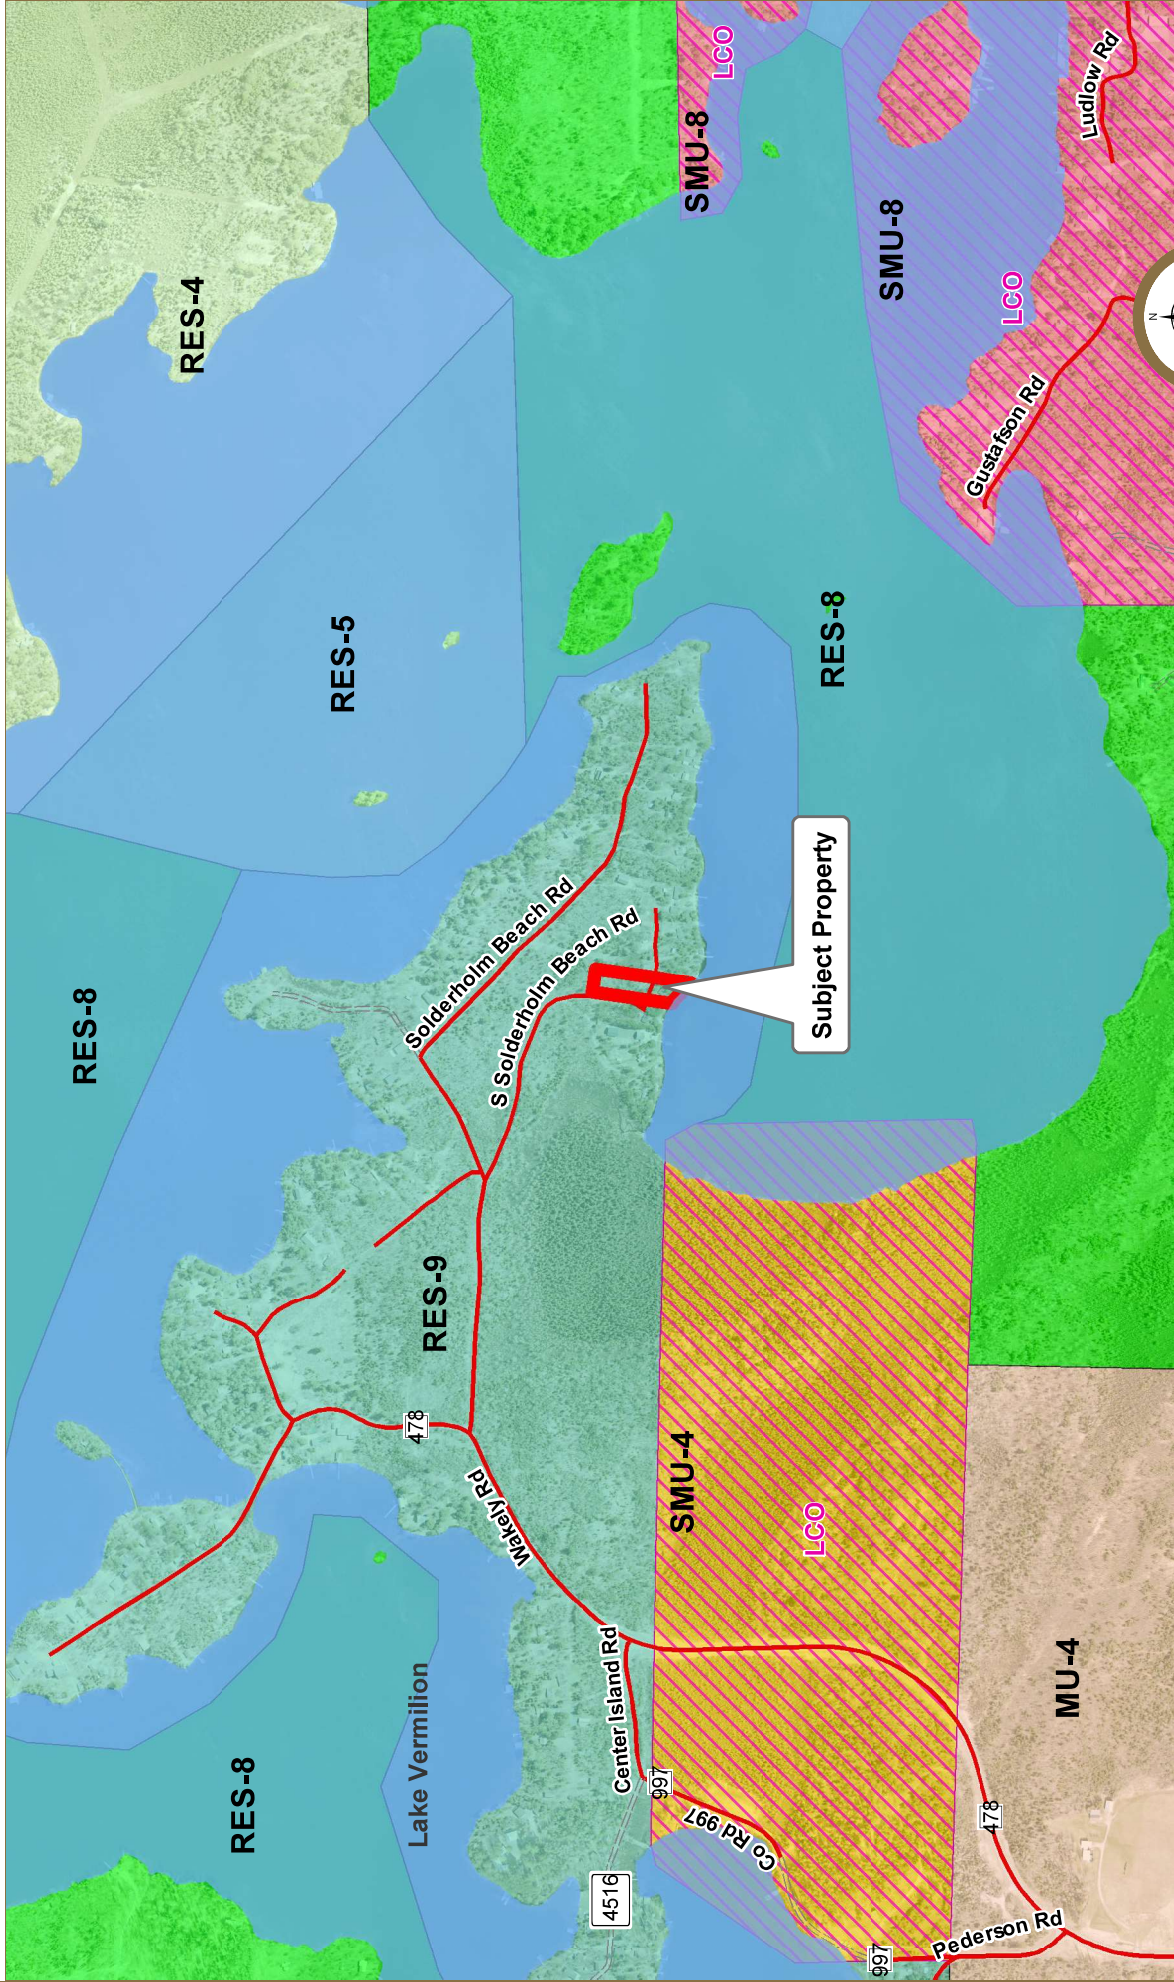 RES-8
RES-4
RES-8
RES-5
Lake Vermilion
478
RES-9
Wakely Rd
Solderholm Beach Rd
S Solderholm Beach Rd
4516
Center Island Rd
997
SMU-4
SMU-8
LCO
Co Rd 997
LCO
Subject Property
RES-8
997
SMU-8
478
Pederson Rd
Gustafson Rd
LCO
MU-4
Ludlow Rd
N